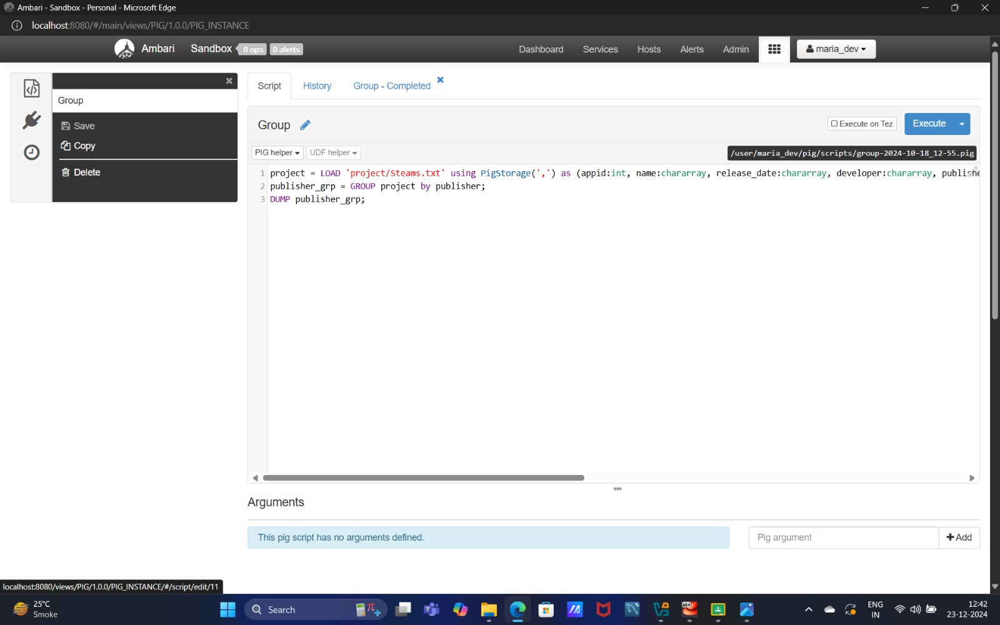 Ambari - Sandbox - Personal - Microsoft Edge
localhost:8080/#/main/views/PIG/1.0.0/PIG_INSTANCE
Ambari Sandbox 0 ops 0 alerts Dashboard Services Hosts Alerts Admin maria_dev
Group
Save
Copy
Delete
Script History Group - Completed
Group Execute on Tez Execute
PIG helper UDF helper /user/maria_dev/pig/scripts/group-2024-10-18_12-55.pig
1 project = LOAD 'project/Steams.txt' using PigStorage(',') as (appid:int, name:chararray, release_date:chararray, developer:chararray, publishe
2 publisher_grp = GROUP project by publisher;
3 DUMP publisher_grp;
Arguments
This pig script has no arguments defined. Pig argument Add
localhost:8080/views/PIG/1.0.0/PIG_INSTANCE/#/script/edit/11
25°C
Smoke
Search
ENG
IN
12:42
23-12-2024